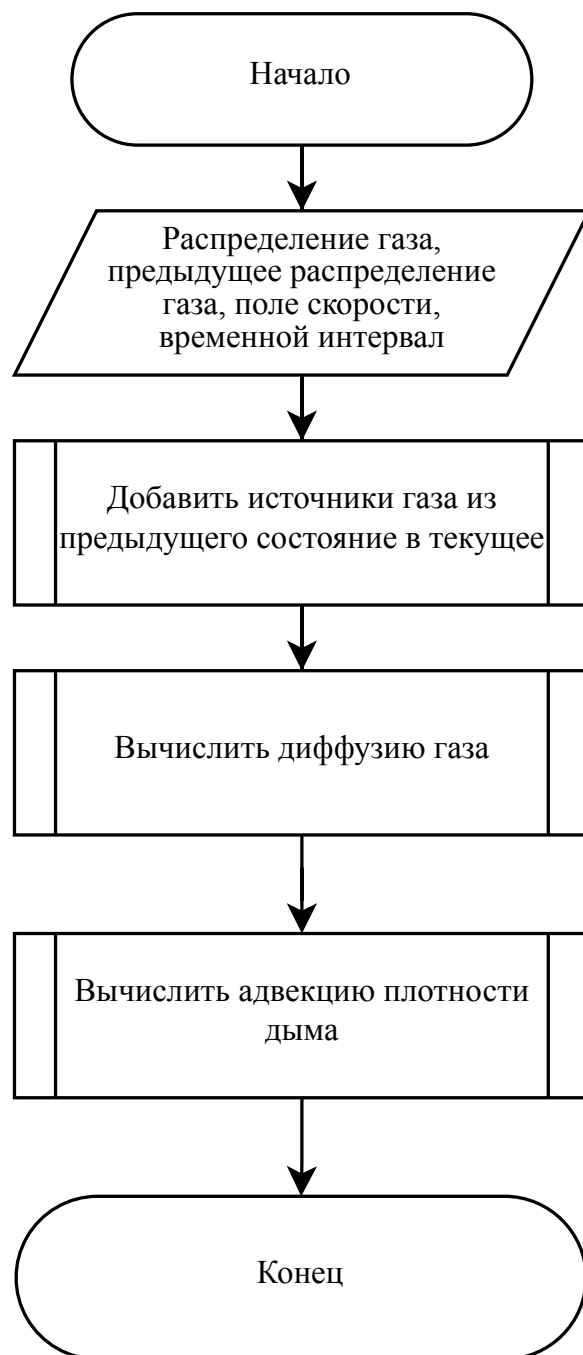 Начало
Распределение газа,
предыдущее распределение
газа, поле скорости,
временной интервал
Добавить источники газа из
предыдущего состояние в текущее
Вычислить диффузию газа
Вычислить адвекцию плотности
дыма
Конец